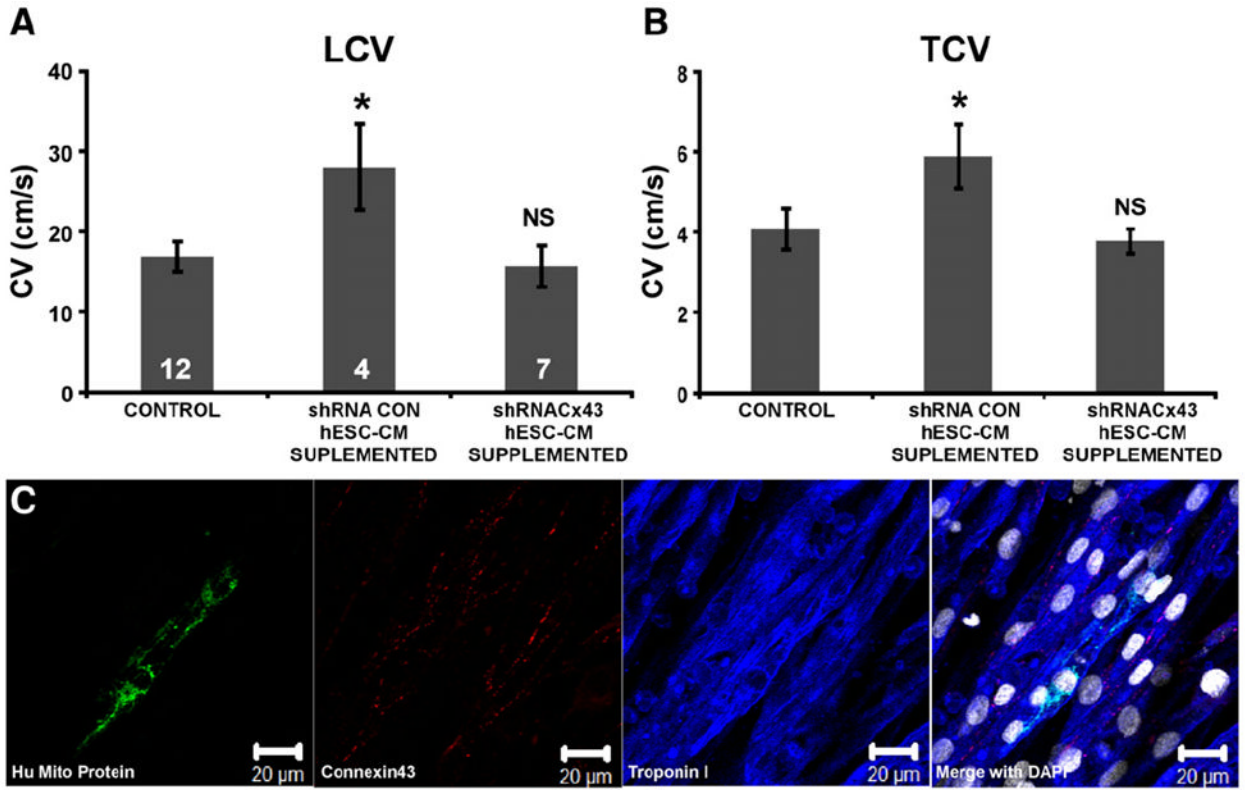 A
LCV
CV (cm/s)
40
30
20
10
0
*
NS
12
4
7
CONTROL
shRNA CON
hESC-CM
SUPLEMENTED
shRNACx43
hESC-CM
SUPPLEMENTED
B
TCV
CV (cm/s)
8
6
4
2
0
*
NS
CONTROL
shRNA CON
hESC-CM
SUPLEMENTED
shRNACx43
hESC-CM
SUPPLEMENTED
C
Hu Mito Protein
20 µm
Connexin43
20 µm
Troponin I
20 µm
Merge with DAPI
20 µm